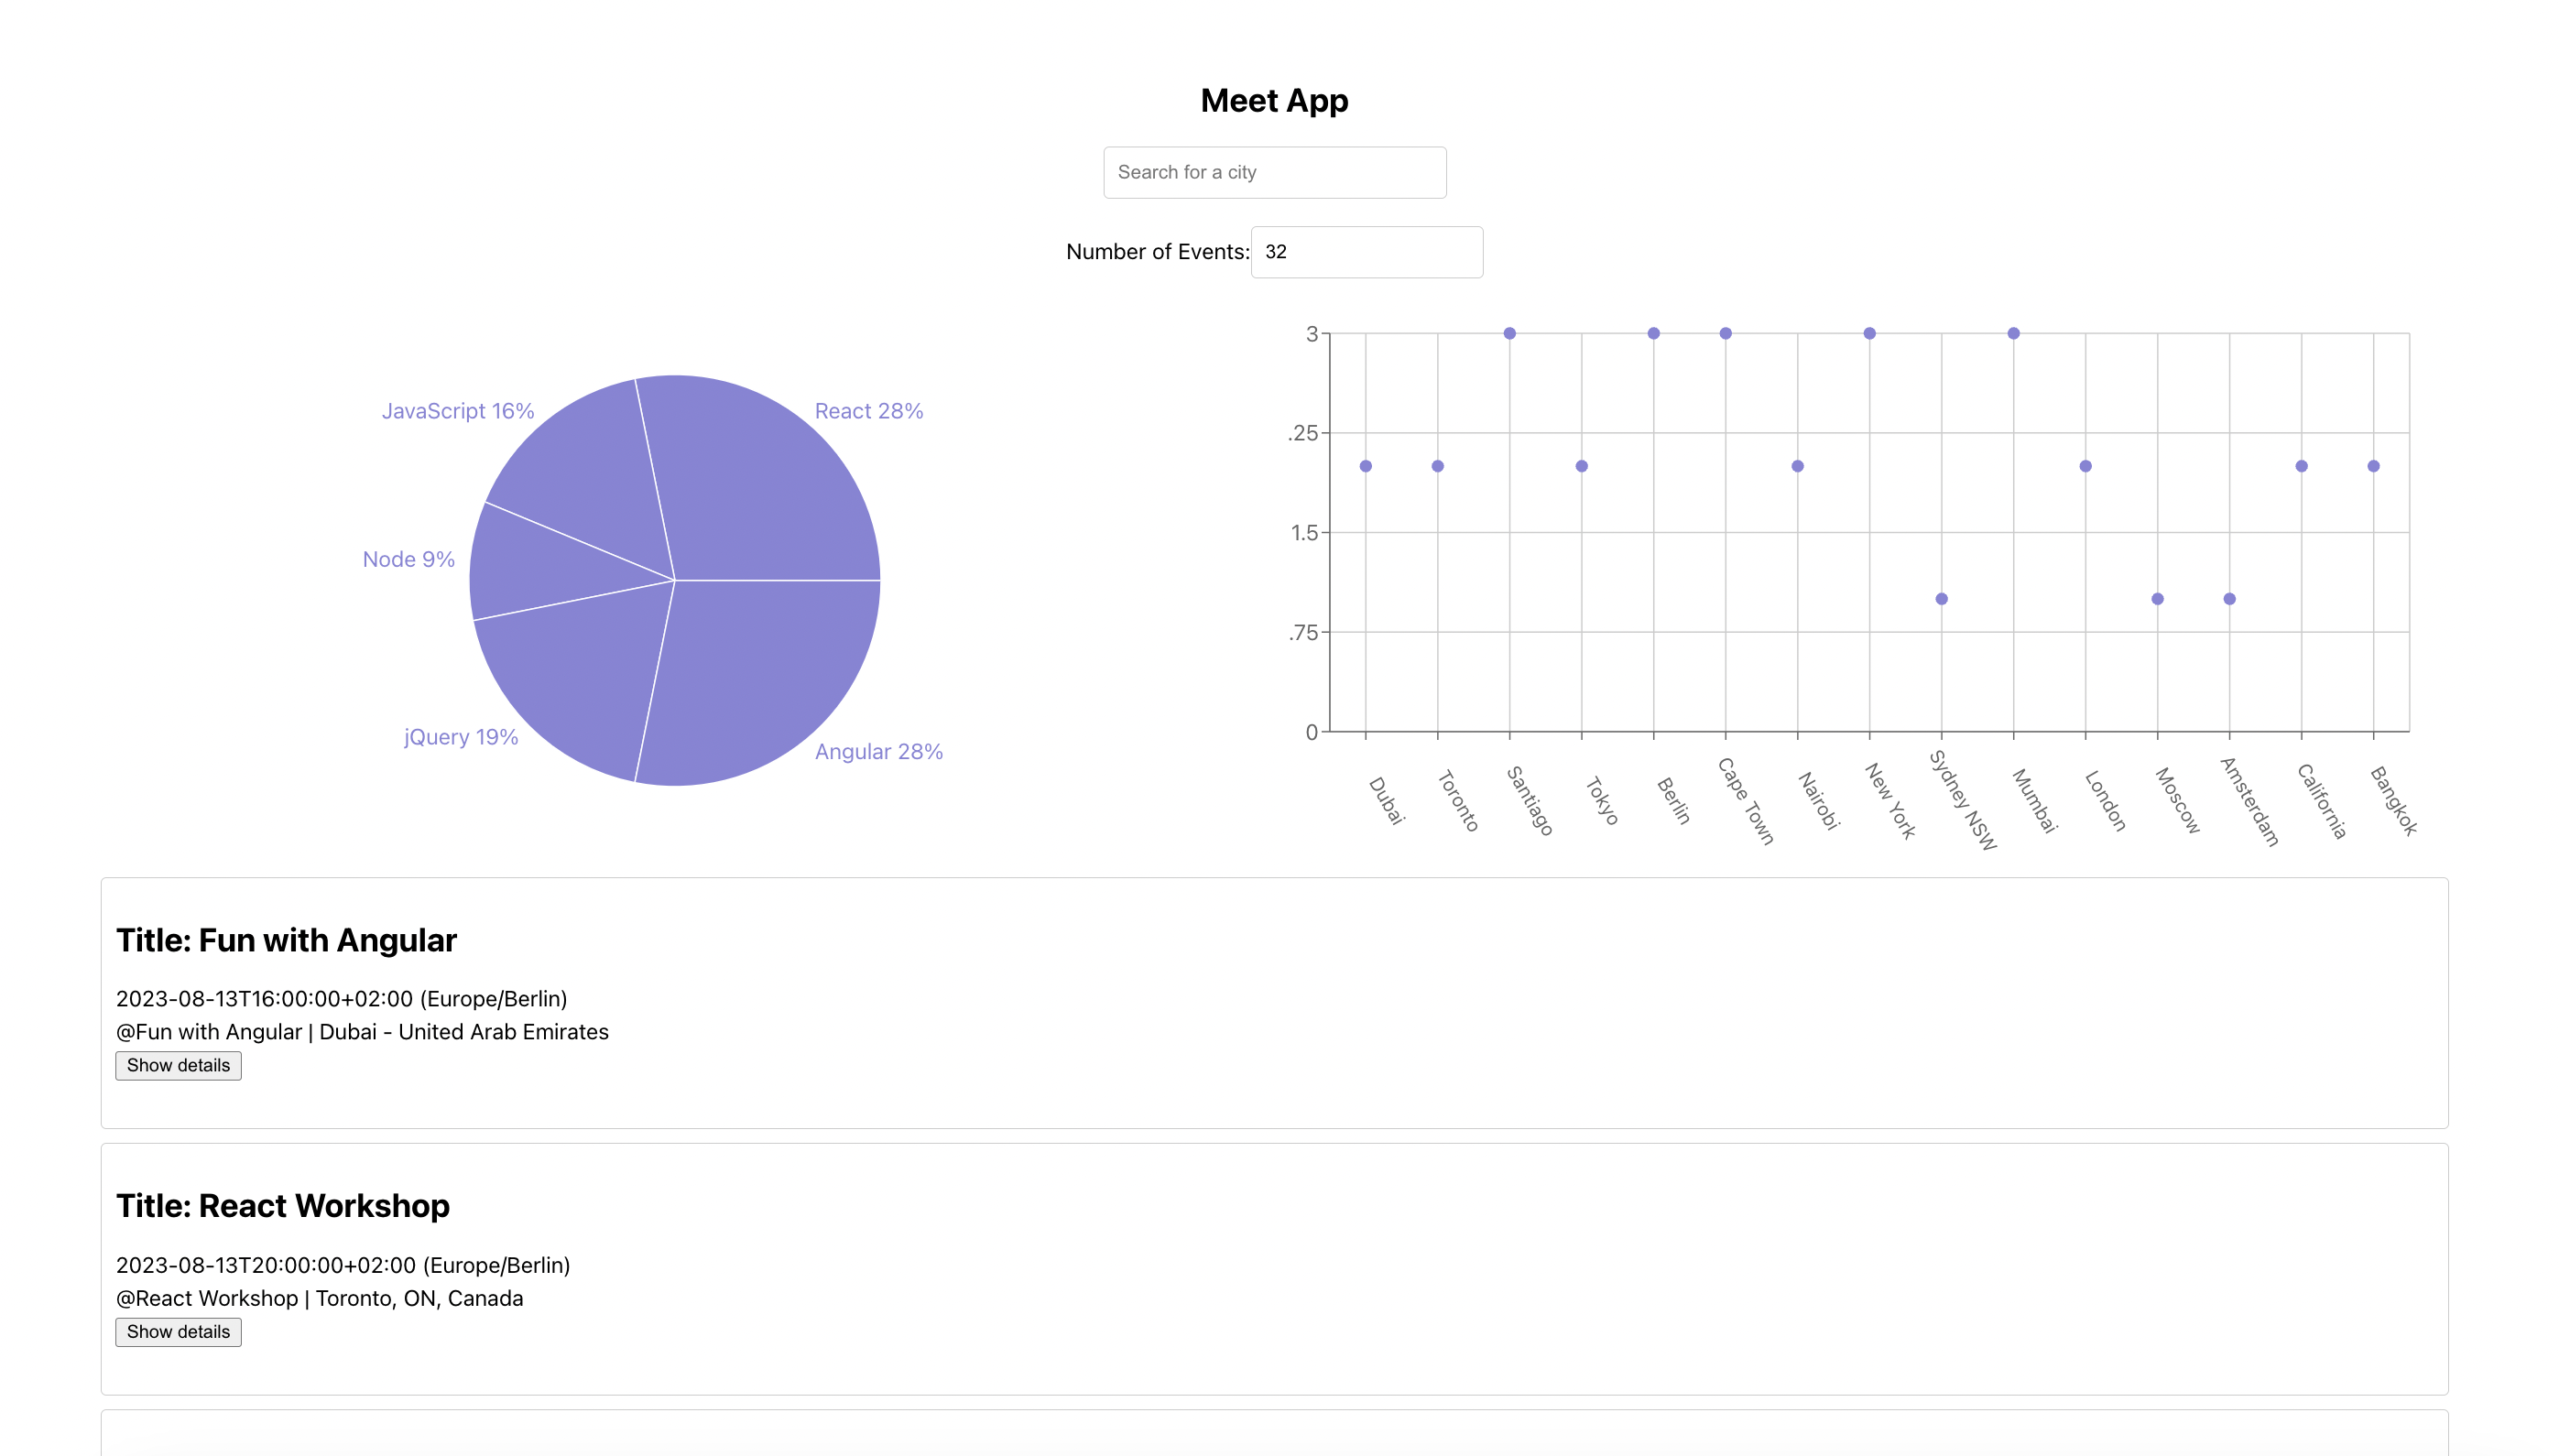 Meet App
Search for a city
Number of Events: 32
JavaScript 16%
React 28%
Node 9%
jQuery 19%
Angular 28%
3
.25
1.5
.75
0
Dubai
Toronto
Santiago
Tokyo
Berlin
Cape Town
Nairobi
New York
Sydney NSW
Mumbai
London
Moscow
Amsterdam
California
Bangkok
Title: Fun with Angular
2023-08-13T16:00:00+02:00 (Europe/Berlin)
@Fun with Angular | Dubai - United Arab Emirates
Show details
Title: React Workshop
2023-08-13T20:00:00+02:00 (Europe/Berlin)
@React Workshop | Toronto, ON, Canada
Show details